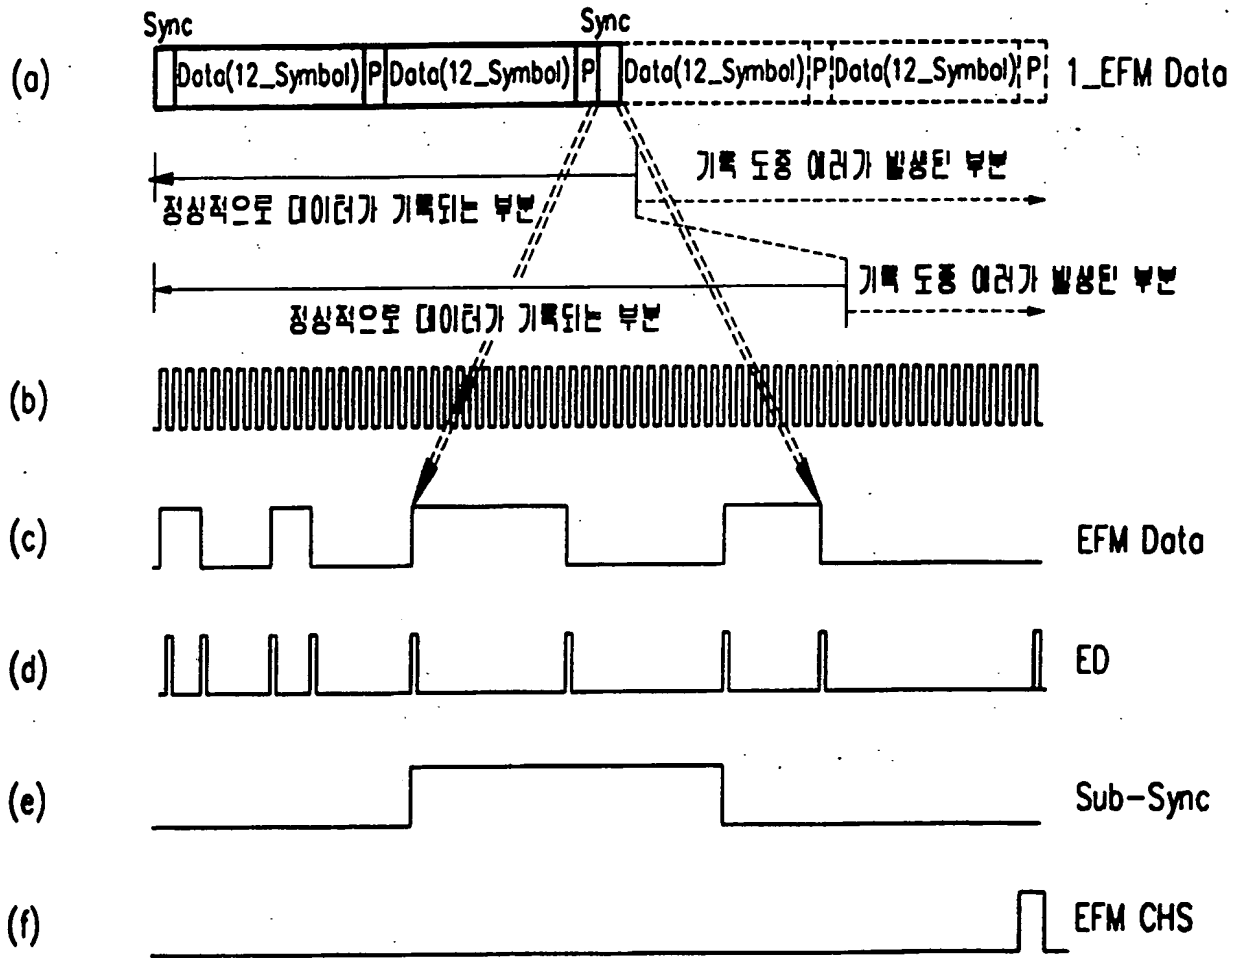 Sync Sync
(a) Data(12_Symbol) P Data(12_Symbol) P Data(12_Symbol) P Data(12_Symbol) P 1_EFM Data
기록 도중 에러가 발생된 부분
정상적으로 데이터가 기록되는 부분
기록 도중 에러가 발생된 부분
정상적으로 데이터가 기록되는 부분
(b)
(c) EFM Data
(d) ED
(e) Sub-Sync
(f) EFM CHS